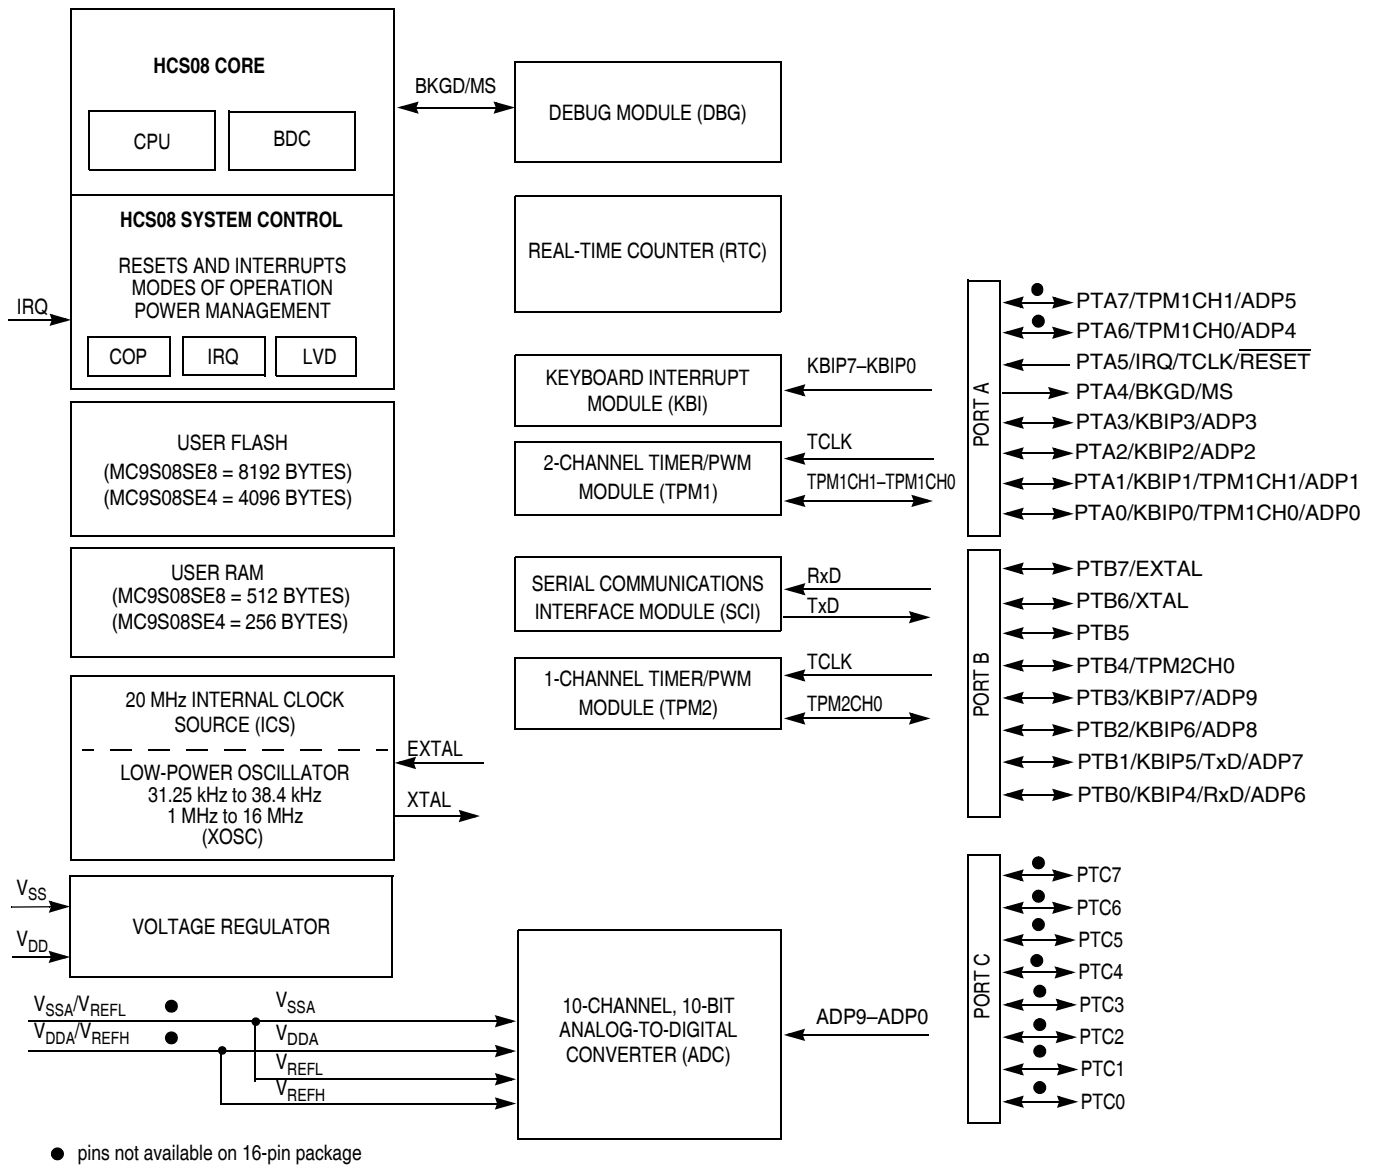 HCS08 CORE
CPU
BDC
HCS08 SYSTEM CONTROL
RESETS AND INTERRUPTS
MODES OF OPERATION
POWER MANAGEMENT
COP
IRQ
LVD
IRQ
USER FLASH
(MC9S08SE8 = 8192 BYTES)
(MC9S08SE4 = 4096 BYTES)
USER RAM
(MC9S08SE8 = 512 BYTES)
(MC9S08SE4 = 256 BYTES)
20 MHz INTERNAL CLOCK
SOURCE (ICS)
LOW-POWER OSCILLATOR
31.25 kHz to 38.4 kHz
1 MHz to 16 MHz
(XOSC)
EXTAL
XTAL
VSS
VDD
VOLTAGE REGULATOR
VSSA/VREFL
VDDA/VREFH
VSSA
VDDA
VREFL
VREFH
BKGD/MS
DEBUG MODULE (DBG)
REAL-TIME COUNTER (RTC)
KEYBOARD INTERRUPT
MODULE (KBI)
KBIP7–KBIP0
2-CHANNEL TIMER/PWM
MODULE (TPM1)
TCLK
TPM1CH1–TPM1CH0
SERIAL COMMUNICATIONS
INTERFACE MODULE (SCI)
RxD
TxD
1-CHANNEL TIMER/PWM
MODULE (TPM2)
TCLK
TPM2CH0
10-CHANNEL, 10-BIT
ANALOG-TO-DIGITAL
CONVERTER (ADC)
ADP9–ADP0
PORT A
PTA7/TPM1CH1/ADP5
PTA6/TPM1CH0/ADP4
PTA5/IRQ/TCLK/RESET
PTA4/BKGD/MS
PTA3/KBIP3/ADP3
PTA2/KBIP2/ADP2
PTA1/KBIP1/TPM1CH1/ADP1
PTA0/KBIP0/TPM1CH0/ADP0
PORT B
PTB7/EXTAL
PTB6/XTAL
PTB5
PTB4/TPM2CH0
PTB3/KBIP7/ADP9
PTB2/KBIP6/ADP8
PTB1/KBIP5/TxD/ADP7
PTB0/KBIP4/RxD/ADP6
PORT C
PTC7
PTC6
PTC5
PTC4
PTC3
PTC2
PTC1
PTC0
● pins not available on 16-pin package